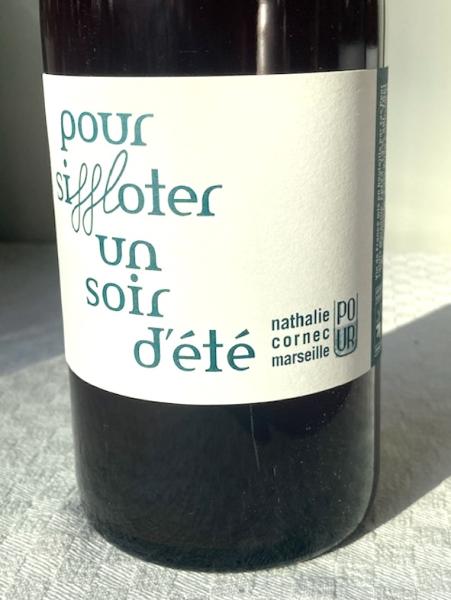 pour
siffloter
un
soir
d'été
nathalie
cornec
marseille
PO
UR